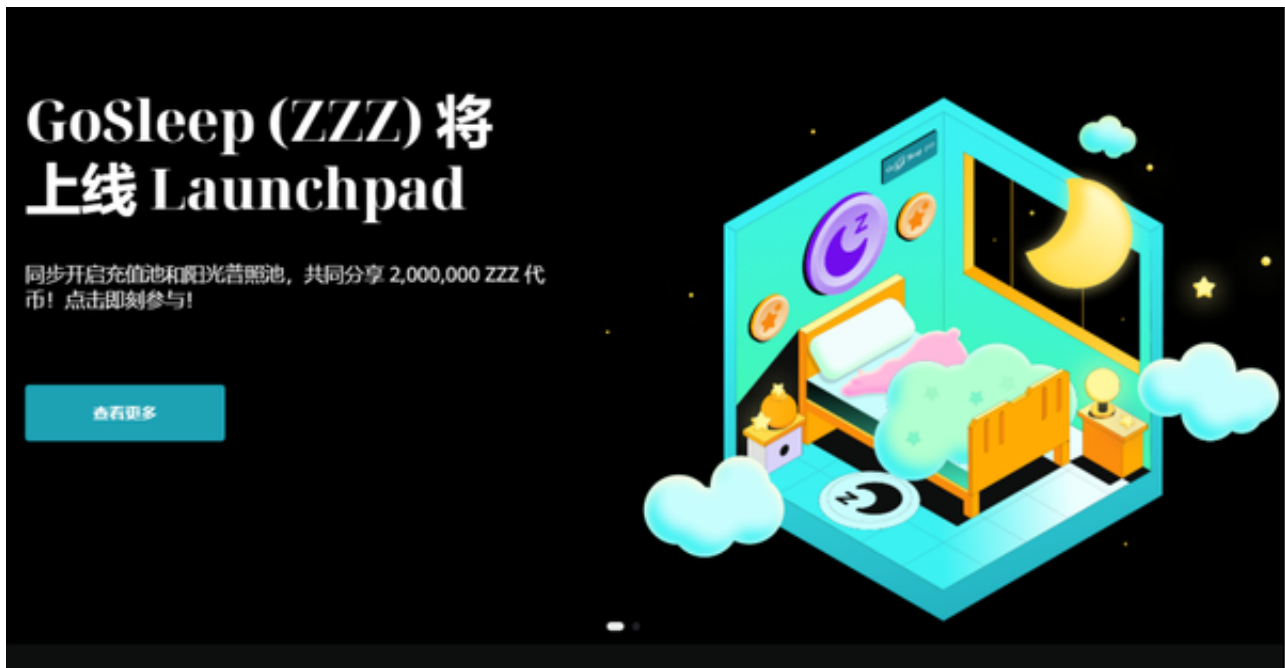 GoSleep (ZZZ) 将
上线 Launchpad
同步开启充值池和阳光普照池，共同分享 2,000,000 ZZZ 代
币！点击即刻参与！
查看更多